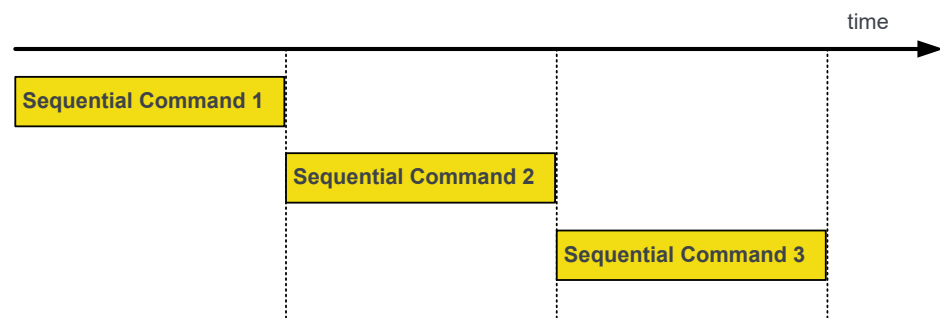 time
Sequential Command 1
Sequential Command 2
Sequential Command 3